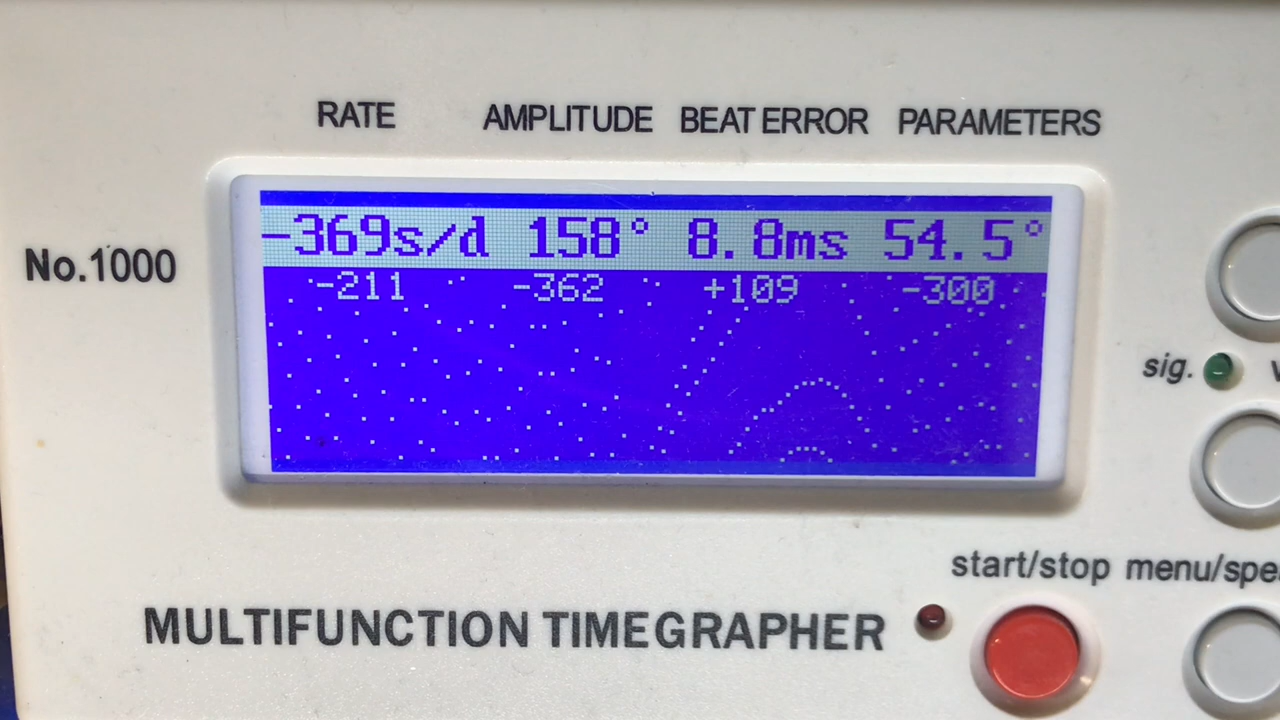 RATE AMPLITUDE BEAT ERROR PARAMETERS
-369s/d 158° 8.8ms 54.5°
No.1000
-211 -362 +109 -300
sig.
start/stop menu/spe
MULTIFUNCTION TIMEGRAPHER